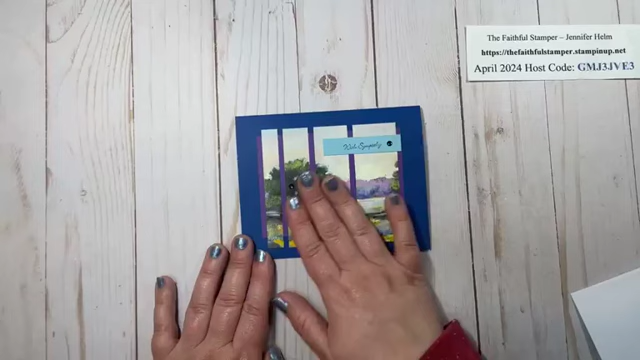 The Faithful Stamper – Jennifer Helm
https://thefaithfulstamper.stampinup.net
April 2024 Host Code: GMJ3JVE3
With Sympathy